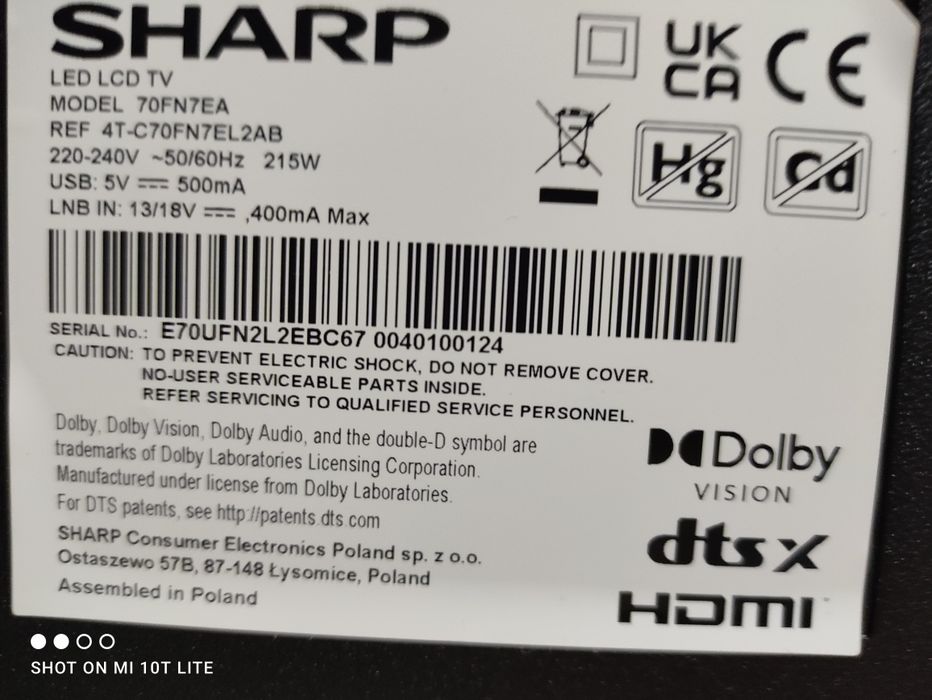 SHARP
LED LCD TV
MODEL 70FN7EA
REF 4T-C70FN7EL2AB
220-240V ~50/60Hz 215W
USB: 5V ⎓ 500mA
LNB IN: 13/18V ⎓ ,400mA Max
UK
CA
CE
Hg
Cd
SERIAL No.: E70UFN2L2EBC67 0040100124
CAUTION: TO PREVENT ELECTRIC SHOCK, DO NOT REMOVE COVER.
NO-USER SERVICEABLE PARTS INSIDE.
REFER SERVICING TO QUALIFIED SERVICE PERSONNEL.
Dolby, Dolby Vision, Dolby Audio, and the double-D symbol are
trademarks of Dolby Laboratories Licensing Corporation.
Manufactured under license from Dolby Laboratories.
For DTS patents, see http://patents.dts.com
SHARP Consumer Electronics Poland sp. z o.o.
Ostaszewo 57B, 87-148 Łysomice, Poland
Assembled in Poland
Dolby
VISION
dts x
HDMI
SHOT ON MI 10T LITE